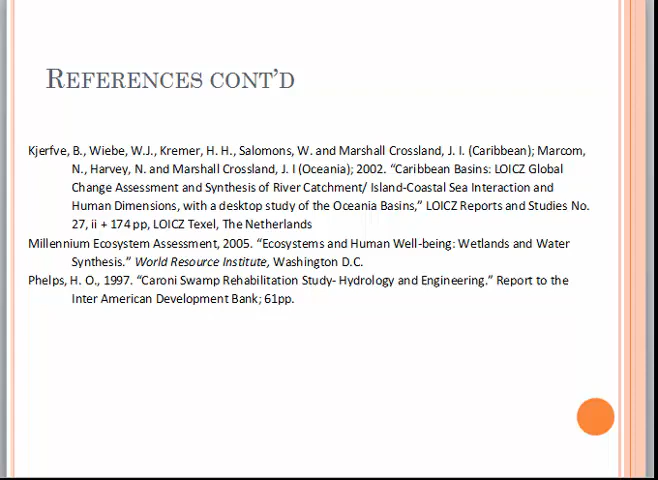 REFERENCES CONT'D
Kjerfve, B., Wiebe, W.J., Kremer, H. H., Salomons, W. and Marshall Crossland, J. I. (Caribbean); Marcom,
N., Harvey, N. and Marshall Crossland, J. I (Oceania); 2002. “Caribbean Basins: LOICZ Global
Change Assessment and Synthesis of River Catchment/ Island-Coastal Sea Interaction and
Human Dimensions, with a desktop study of the Oceania Basins,” LOICZ Reports and Studies No.
27, ii + 174 pp, LOICZ Texel, The Netherlands
Millennium Ecosystem Assessment, 2005. “Ecosystems and Human Well-being: Wetlands and Water
Synthesis.” World Resource Institute, Washington D.C.
Phelps, H. O., 1997. “Caroni Swamp Rehabilitation Study- Hydrology and Engineering.” Report to the
Inter American Development Bank; 61pp.